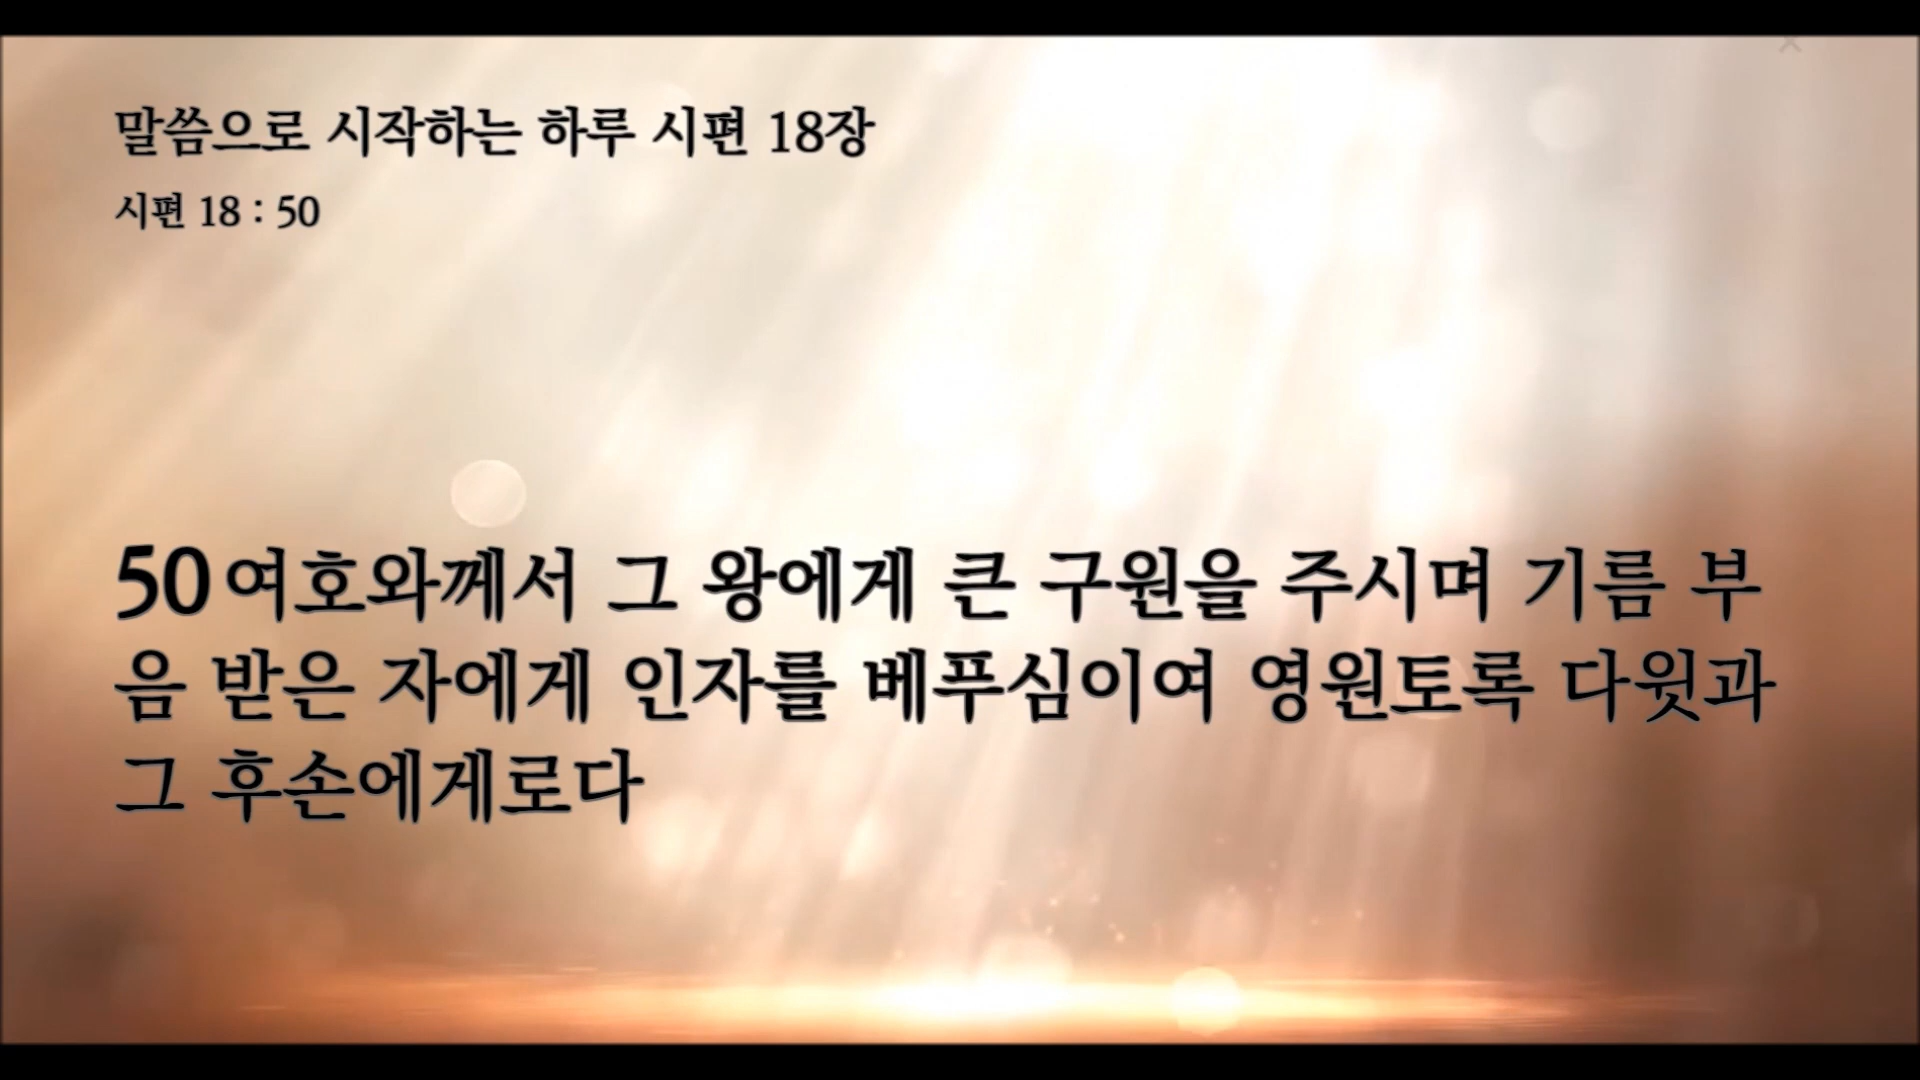 말씀으로 시작하는 하루 시편 18장
시편 18 : 50
50 여호와께서 그 왕에게 큰 구원을 주시며 기름 부
음 받은 자에게 인자를 베푸심이여 영원토록 다윗과
그 후손에게로다